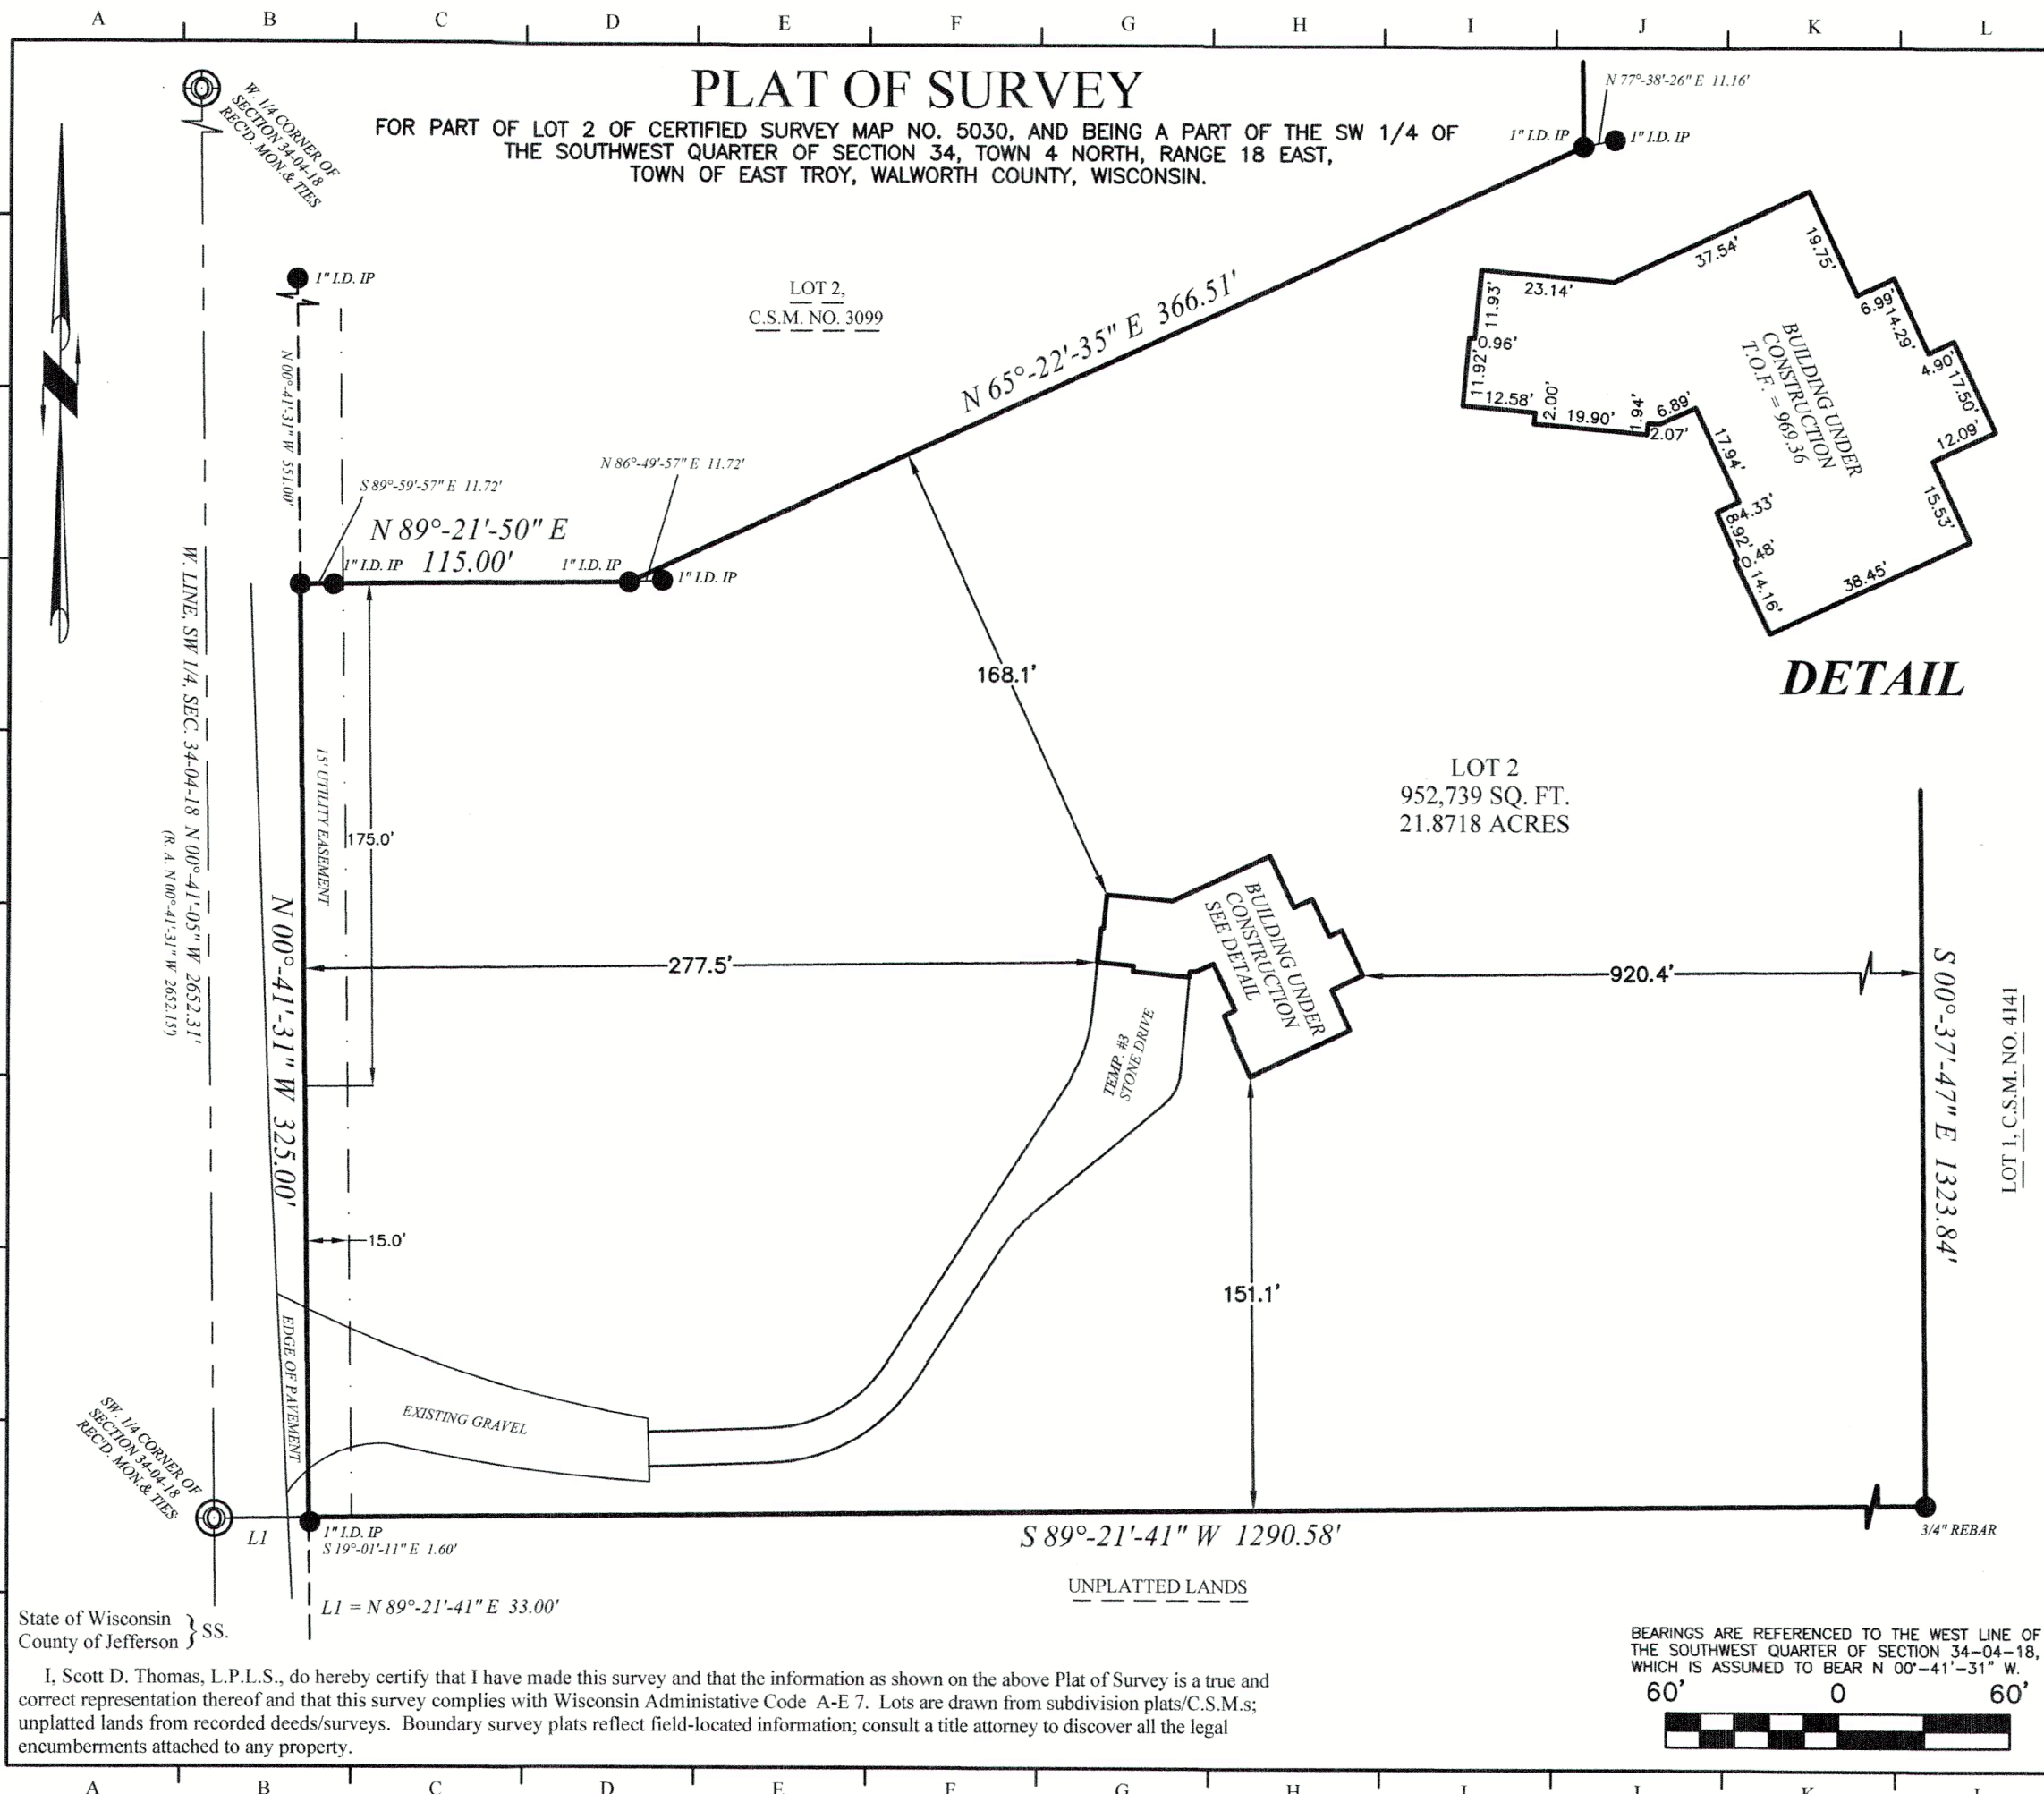 A B C D E F G H I J K L
PLAT OF SURVEY
FOR PART OF LOT 2 OF CERTIFIED SURVEY MAP NO. 5030, AND BEING A PART OF THE SW 1/4 OF
THE SOUTHWEST QUARTER OF SECTION 34, TOWN 4 NORTH, RANGE 18 EAST,
TOWN OF EAST TROY, WALWORTH COUNTY, WISCONSIN.
W. 1/4 CORNER OF
SECTION 34-04-18
REC'D. MON.& TIES
N 77°-38'-26" E 11.16'
1" I.D. IP
1" I.D. IP
1" I.D. IP
LOT 2,
C.S.M. NO. 3099
N 65°-22'-35" E 366.51'
37.54'
19.75'
6.99'
14.29'
4.90'
17.50'
12.09'
15.53'
38.45'
14.16'
0.48'
8.92'
4.33'
17.94'
6.89'
2.07'
1.94'
19.90'
2.00'
12.58'
11.92'
0.96'
11.93'
23.14'
BUILDING UNDER
CONSTRUCTION
T.O.F. = 969.36
DETAIL
N 00°-41'-31" W 551.00'
S 89°-59'-57" E 11.72'
N 86°-49'-57" E 11.72'
N 89°-21'-50" E
115.00'
1" I.D. IP
1" I.D. IP
1" I.D. IP
168.1'
W. LINE, SW 1/4, SEC. 34-04-18 N 00°-41'-05" W 2652.31'
(R. A. N 00°-41'-31" W 2652.15')
15' UTILITY EASEMENT
175.0'
LOT 2
952,739 SQ. FT.
21.8718 ACRES
N 00°-41'-31" W 325.00'
277.5'
BUILDING UNDER
CONSTRUCTION
SEE DETAIL
920.4'
S 00°-37'-47" E 1323.84'
LOT 1, C.S.M. NO. 4141
TEMP. #3
STONE DRIVE
15.0'
151.1'
EDGE OF PAVEMENT
EXISTING GRAVEL
SW. 1/4 CORNER OF
SECTION 34-04-18
REC'D. MON.& TIES
L1
1" I.D. IP
S 19°-01'-11" E 1.60'
S 89°-21'-41" W 1290.58'
3/4" REBAR
UNPLATTED LANDS
L1 = N 89°-21'-41" E 33.00'
State of Wisconsin
County of Jefferson } SS.
BEARINGS ARE REFERENCED TO THE WEST LINE OF
THE SOUTHWEST QUARTER OF SECTION 34-04-18,
WHICH IS ASSUMED TO BEAR N 00°-41'-31" W.
60' 0 60'
I, Scott D. Thomas, L.P.L.S., do hereby certify that I have made this survey and that the information as shown on the above Plat of Survey is a true and
correct representation thereof and that this survey complies with Wisconsin Administative Code A-E 7. Lots are drawn from subdivision plats/C.S.M.s;
unplatted lands from recorded deeds/surveys. Boundary survey plats reflect field-located information; consult a title attorney to discover all the legal
encumberments attached to any property.
A B C D E F G H I J K L